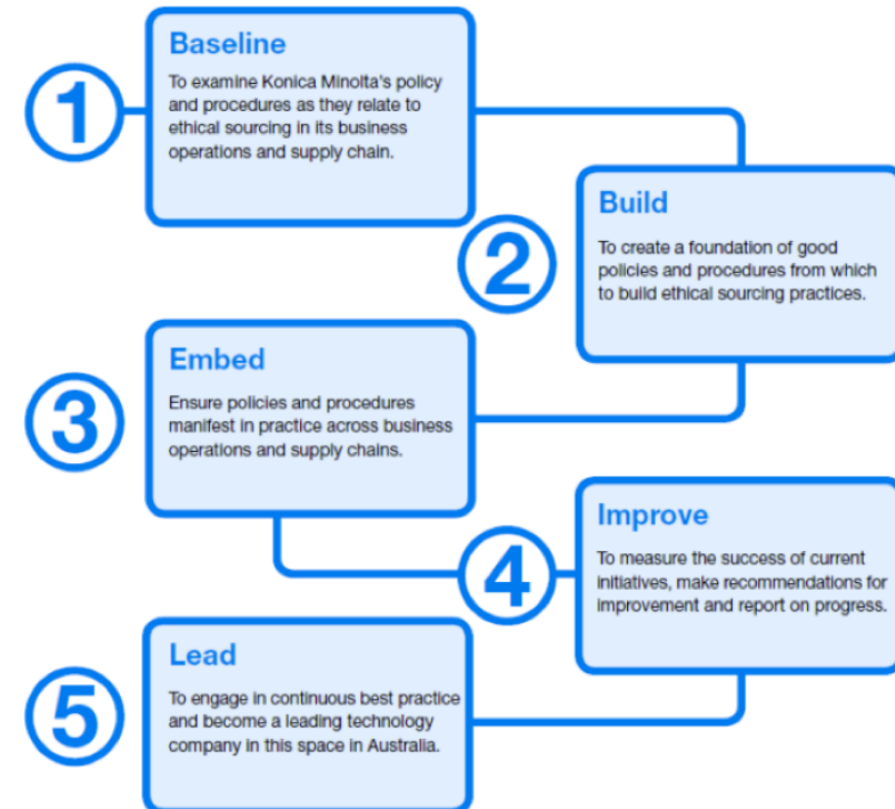 1
Baseline
To examine Konica Minolta's policy
and procedures as they relate to
ethical sourcing in its business
operations and supply chain.
2
Build
To create a foundation of good
policies and procedures from which
to build ethical sourcing practices.
3
Embed
Ensure policies and procedures
manifest in practice across business
operations and supply chains.
4
Improve
To measure the success of current
initiatives, make recommendations for
improvement and report on progress.
5
Lead
To engage in continuous best practice
and become a leading technology
company in this space in Australia.